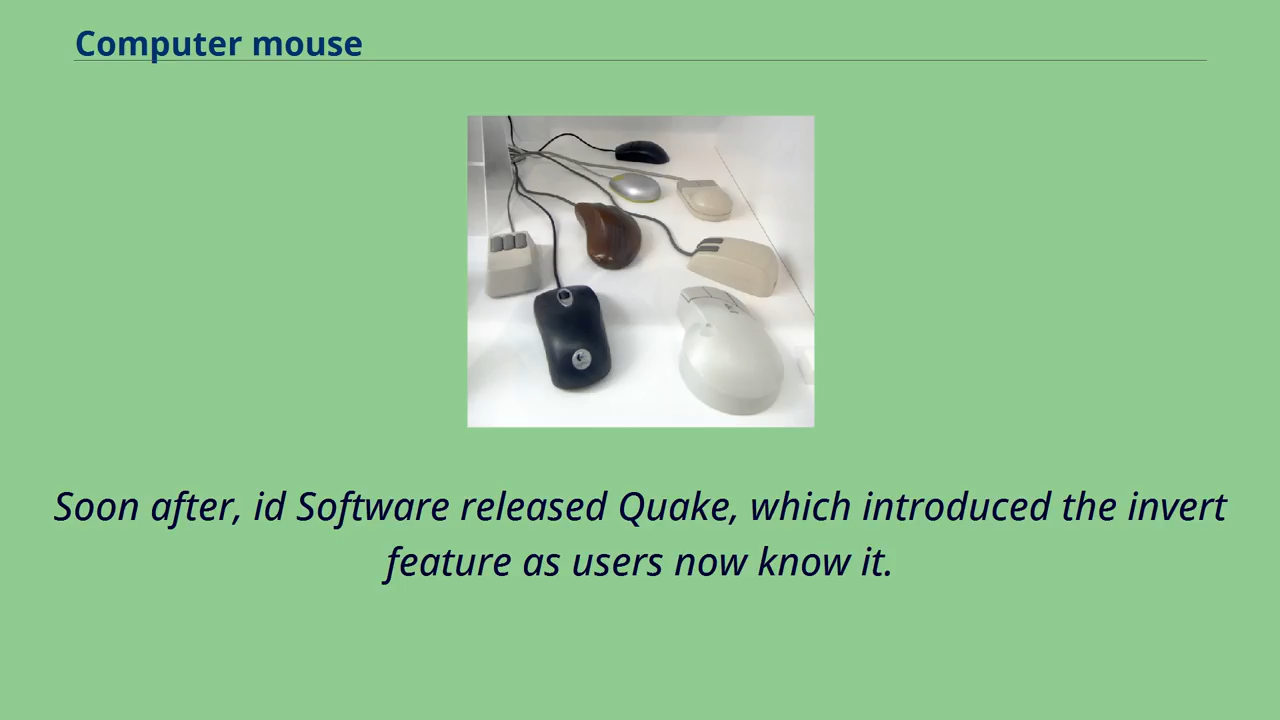 Computer mouse
Soon after, id Software released Quake, which introduced the invert
feature as users now know it.